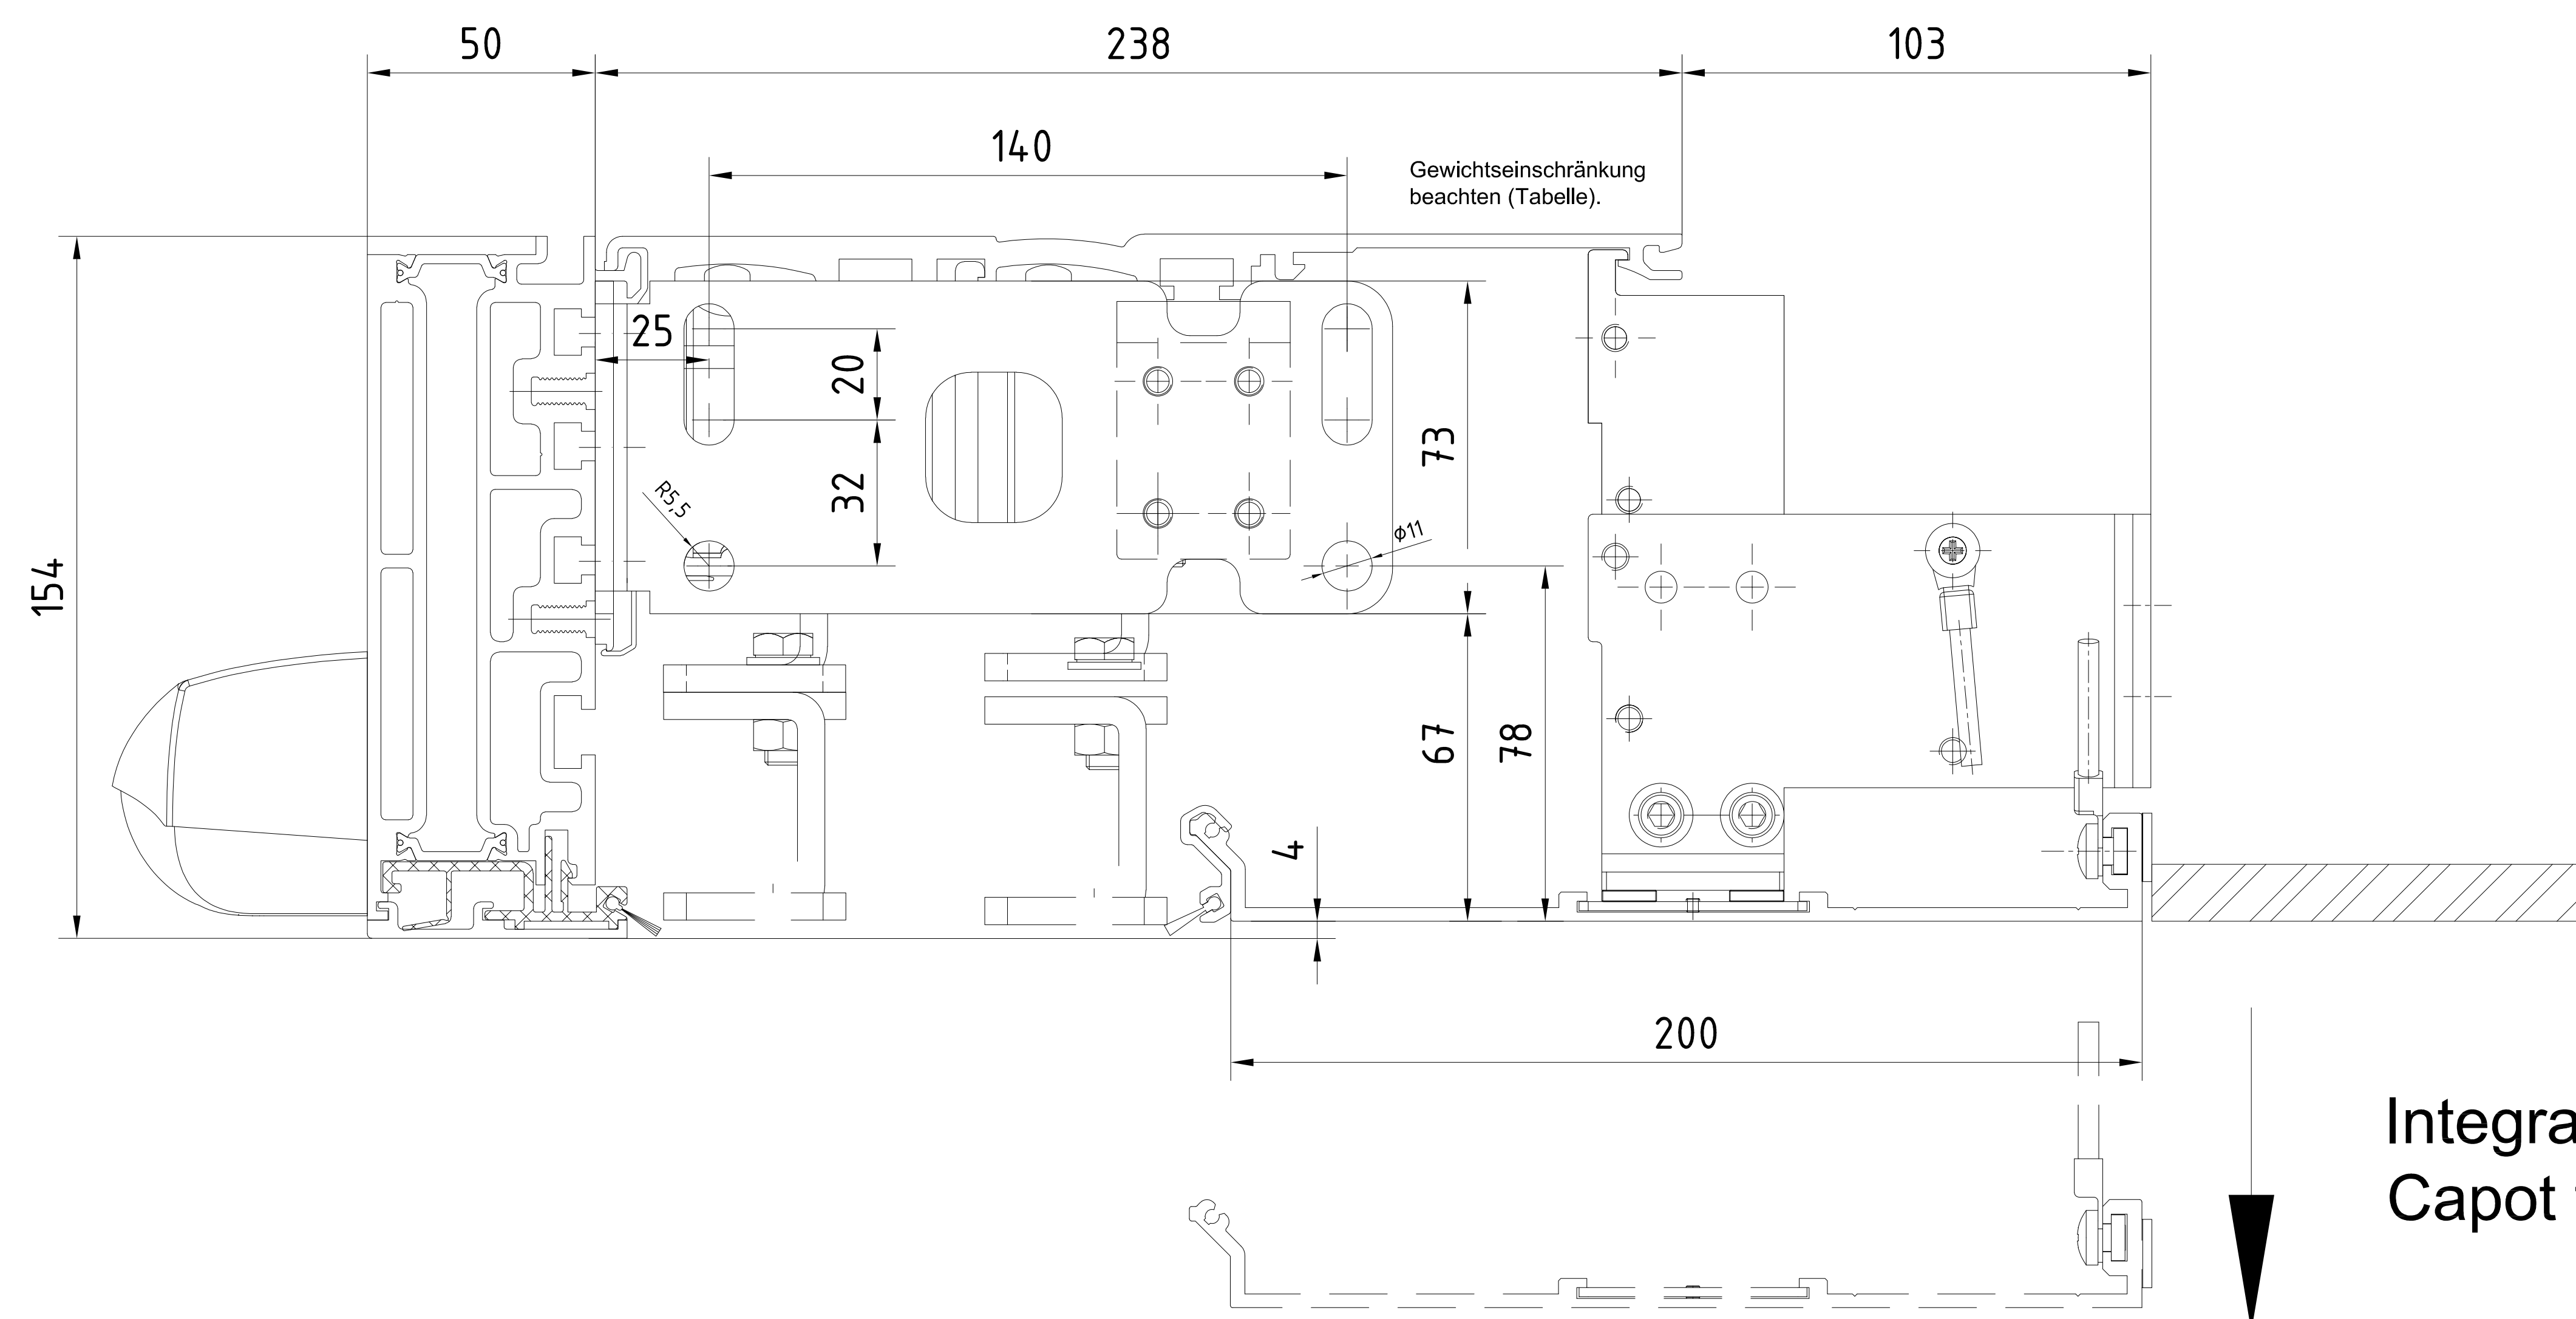 50
238
103
140
Gewichtseinschränkung
beachten (Tabelle).
25
20
73
32
R5,5
ϕ11
154
67
78
4
200
Integra
Capot